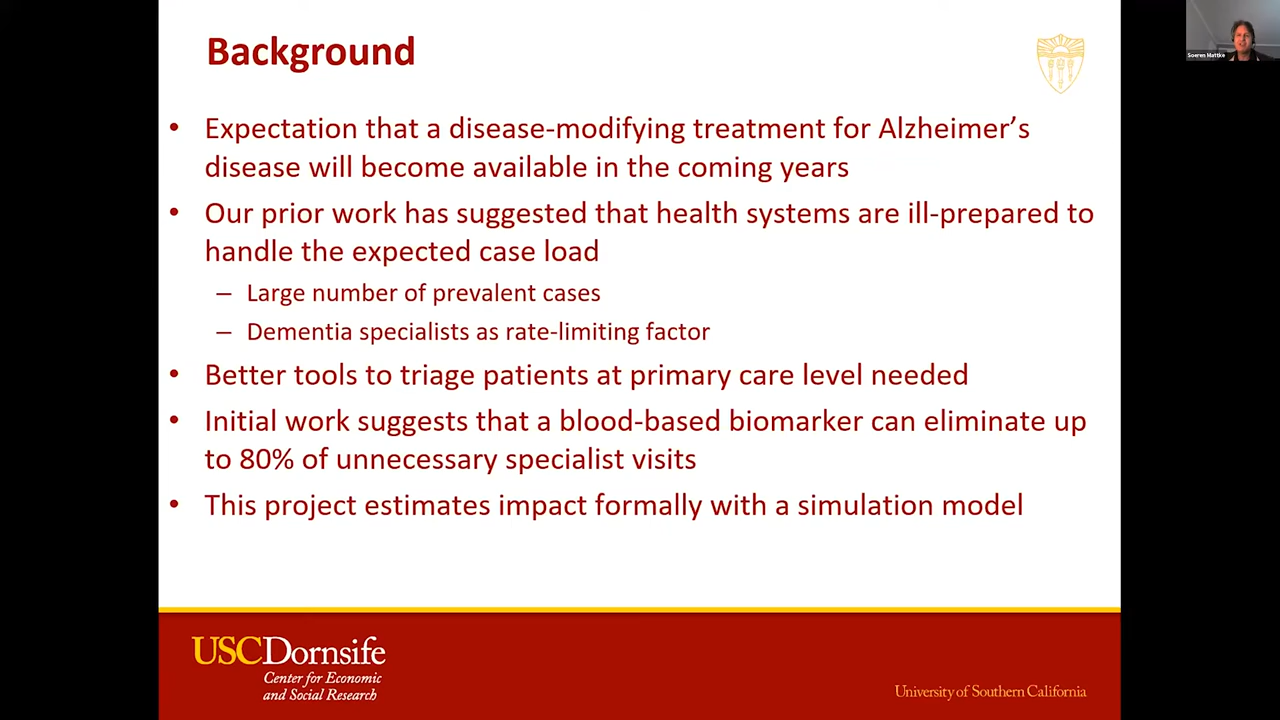 Background
Soeren Mattke
• Expectation that a disease-modifying treatment for Alzheimer’s
disease will become available in the coming years
• Our prior work has suggested that health systems are ill-prepared to
handle the expected case load
– Large number of prevalent cases
– Dementia specialists as rate-limiting factor
• Better tools to triage patients at primary care level needed
• Initial work suggests that a blood-based biomarker can eliminate up
to 80% of unnecessary specialist visits
• This project estimates impact formally with a simulation model
USCDornsife
Center for Economic
and Social Research
University of Southern California